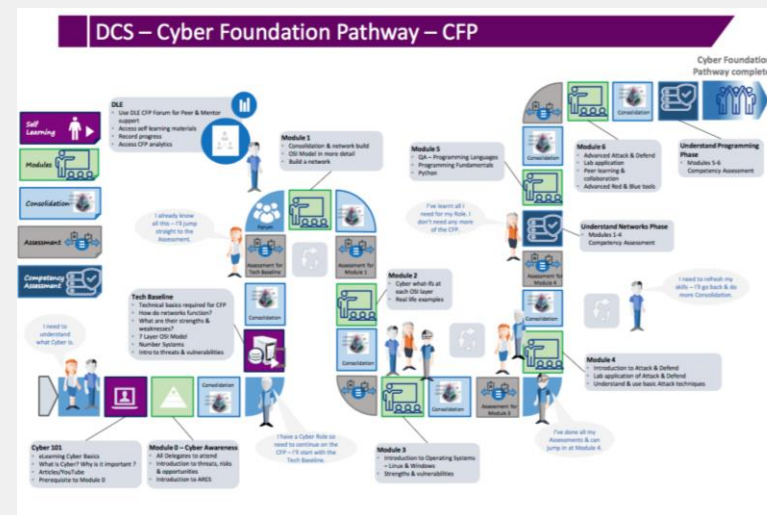 DCS – Cyber Foundation Pathway – CFP
Cyber Foundation
Pathway complete
Self
Learning
Modules
Consolidation
Assessment
Competency
Assessment
DLE
• Use DLE CFP Forum for Peer & Mentor
support
• Access self learning materials
• Record progress
• Access CFP analytics
Module 1
• Consolidation & network build
• OSI Model in more detail
• Build a network
I already know
all this – I'll jump
straight to the
Assessment.
Forum
Assessment for
Tech Baseline
Consolidation
Assessment for
Module 1
Tech Baseline
• Technical basics required for CFP
• How do networks function?
• What are their strengths &
weaknesses?
• 7 Layer OSI Model
• Number Systems
• Intro to threats & vulnerabilities
Consolidation
I need to
understand
what Cyber is.
Consolidation
Cyber 101
• eLearning Cyber Basics
• What is Cyber? Why is it important ?
• Articles/YouTube
• Prerequisite to Module 0
Module 0 – Cyber Awareness
• All Delegates to attend
• Introduction to threats, risks
& opportunities
• Introduction to ARES
I have a Cyber Role so
need to continue on the
CFP – I'll start with the
Tech Baseline.
Module 2
• Cyber what ifs at
each OSI layer
• Real life examples
Consolidation
Consolidation
Assessment for
Module 3
Module 3
• Introduction to Operating Systems
– Linux & Windows
• Strengths & vulnerabilities
I've done all my
Assessments & can
jump in at Module 4.
Module 4
• Introduction to Attack & Defend
• Lab application of Attack & Defend
• Understand & use basic Attack techniques
I need to refresh my
skills – I'll go back & do
more Consolidation.
Consolidation
Assessment for
Module 4
Understand Networks Phase
• Modules 1-4
Competency Assessment
I've learnt all I
need for my Role. I
don't need any more
of the CFP.
Module 5
• QA – Programming Languages
• Programming Fundamentals
• Python
Consolidation
Module 6
• Advanced Attack & Defend
• Lab application
• Peer learning &
collaboration
• Advanced Red & Blue tools
Consolidation
Understand Programming
Phase
• Modules 5-6
Competency Assessment